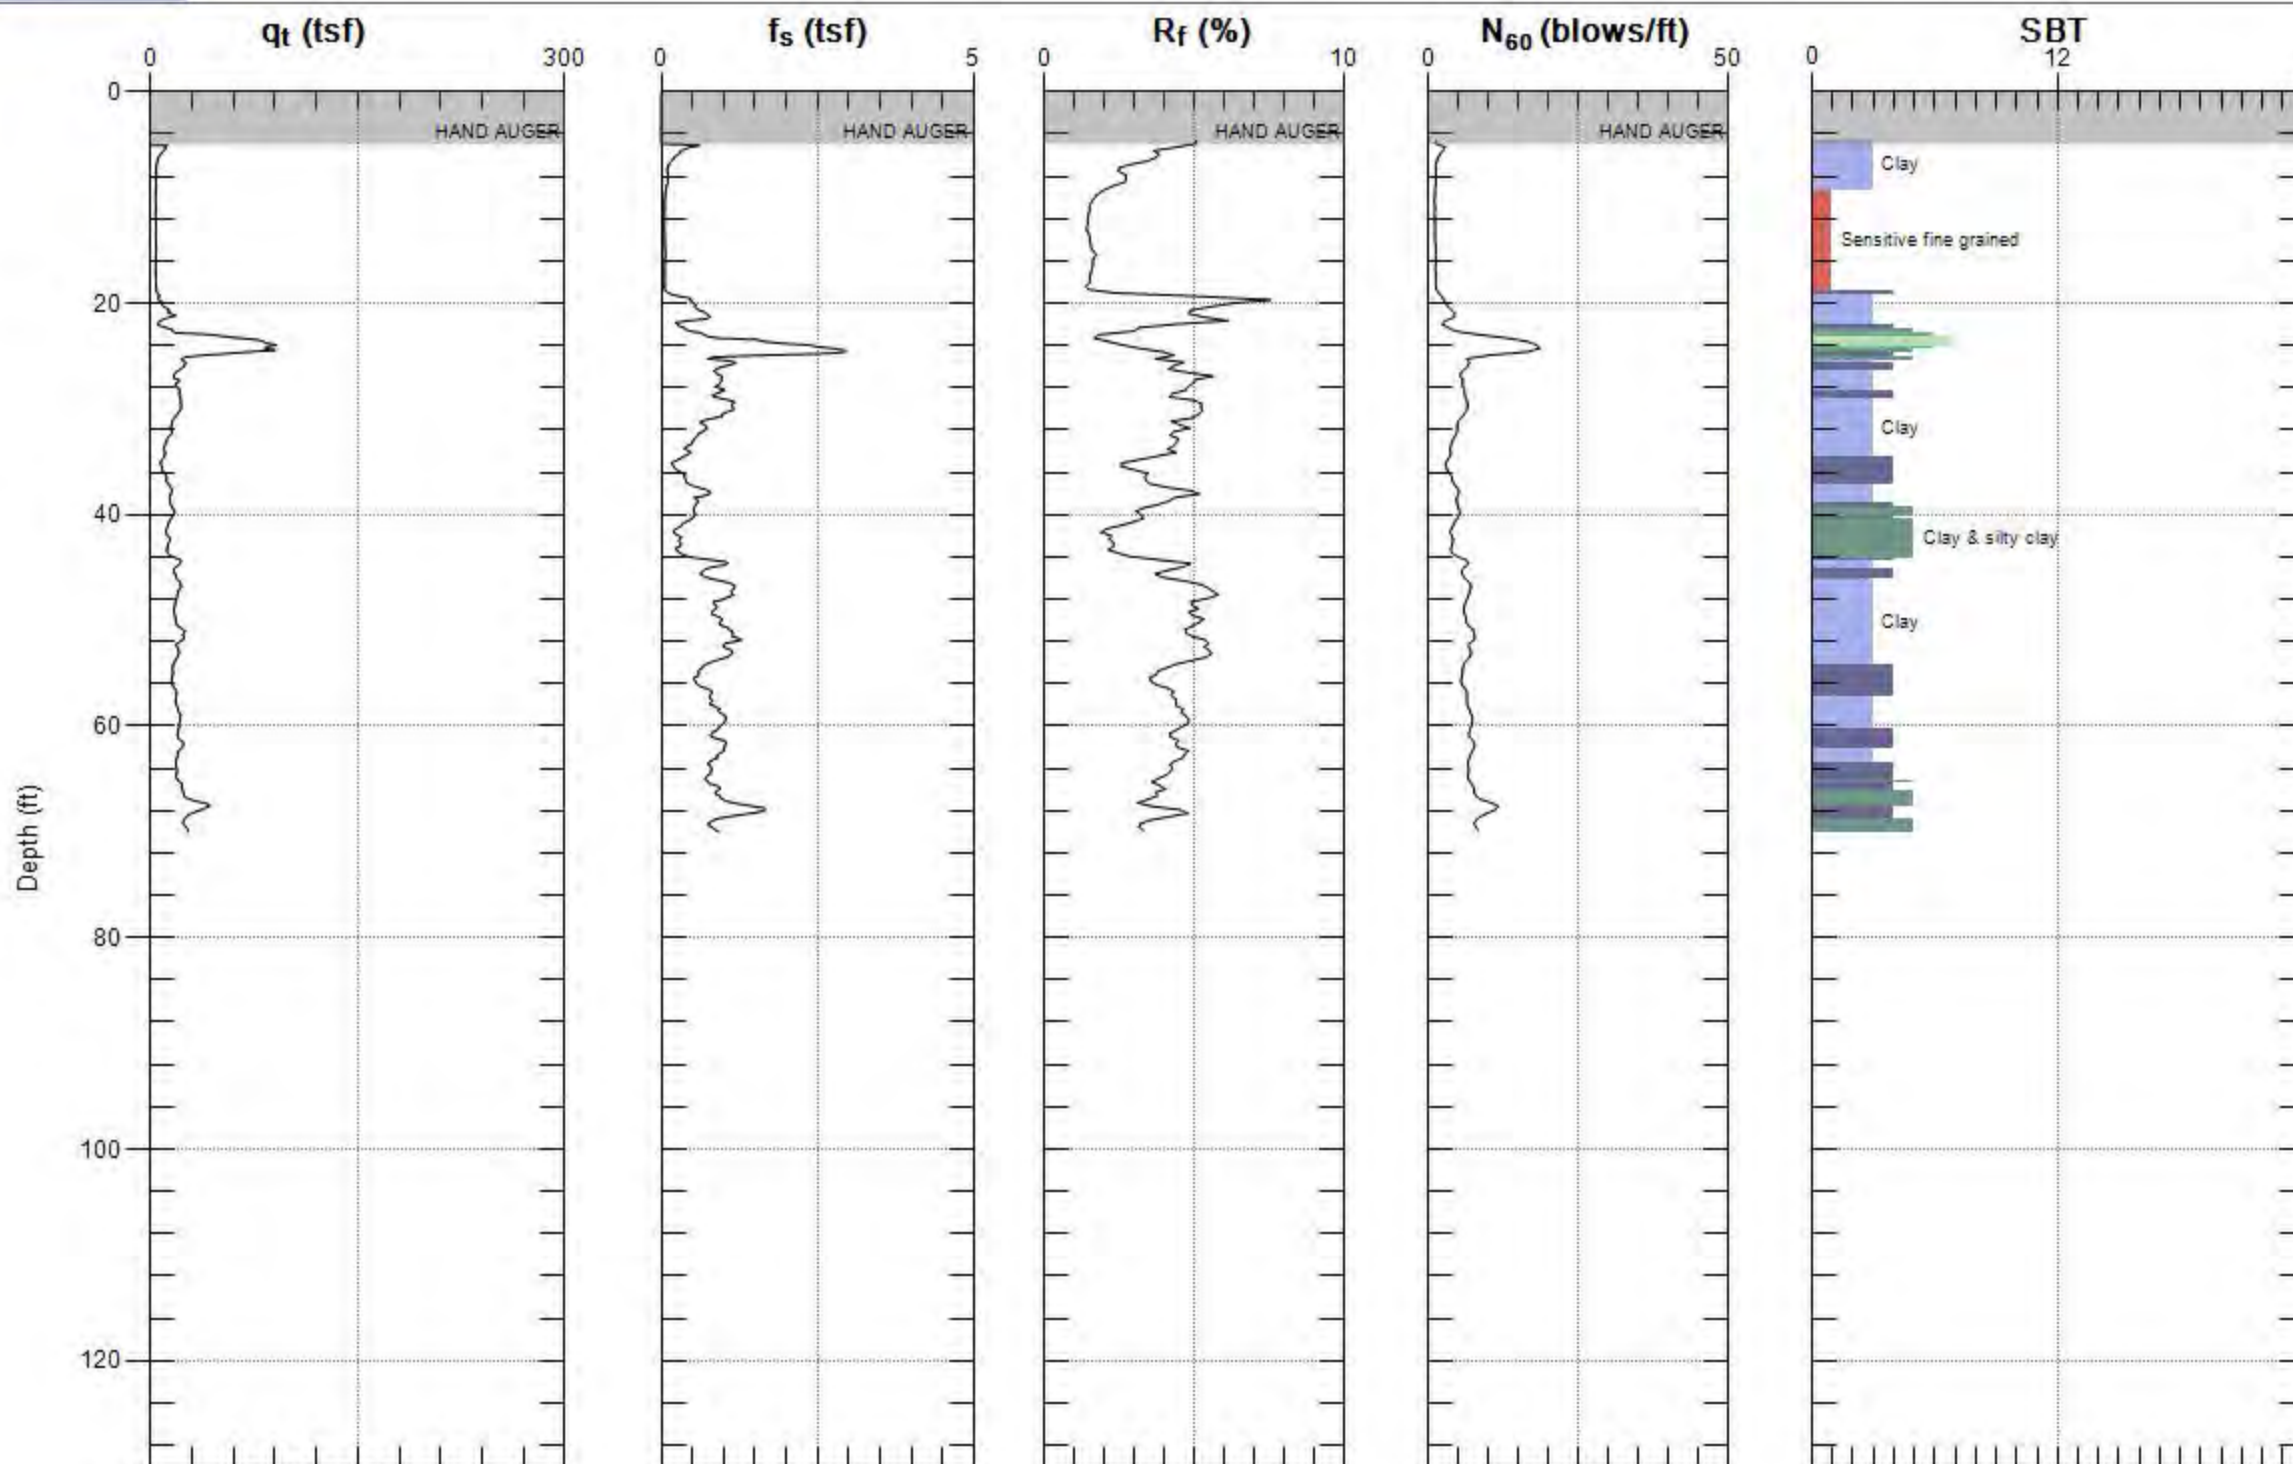 qt (tsf) fs (tsf) Rf (%) N60 (blows/ft) SBT
0 300 0 5 0 10 0 50 0 12
0
HAND AUGER HAND AUGER HAND AUGER HAND AUGER
Clay
Sensitive fine grained
20
Clay
40
Clay & silty clay
Clay
60
Depth (ft)
80
100
120